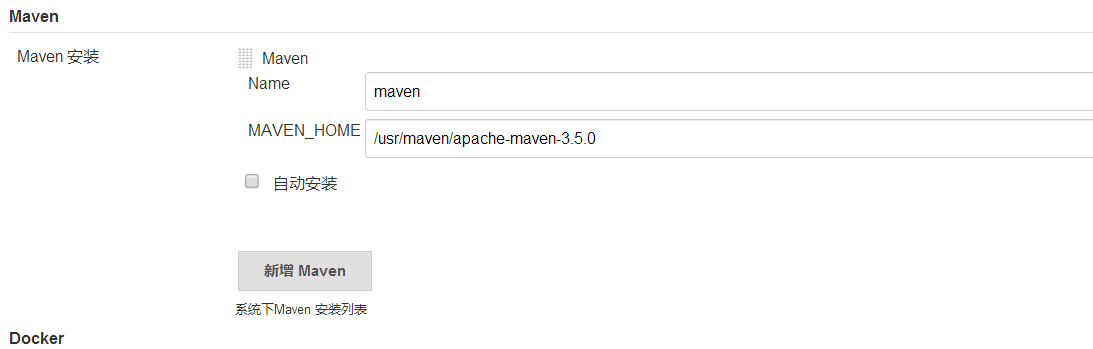 Maven
Maven 安装
Maven
Name
maven
MAVEN_HOME
/usr/maven/apache-maven-3.5.0
自动安装
新增 Maven
系统下Maven 安装列表
Docker